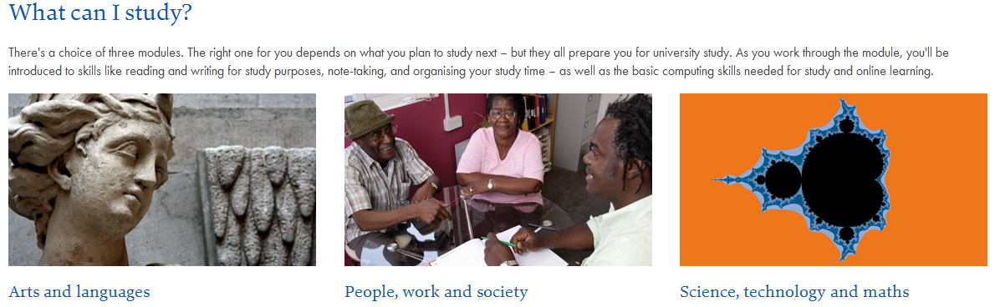 What can I study?
There's a choice of three modules. The right one for you depends on what you plan to study next – but they all prepare you for university study. As you work through the module, you'll be
introduced to skills like reading and writing for study purposes, note-taking, and organising your study time – as well as the basic computing skills needed for study and online learning.
Arts and languages
People, work and society
Science, technology and maths